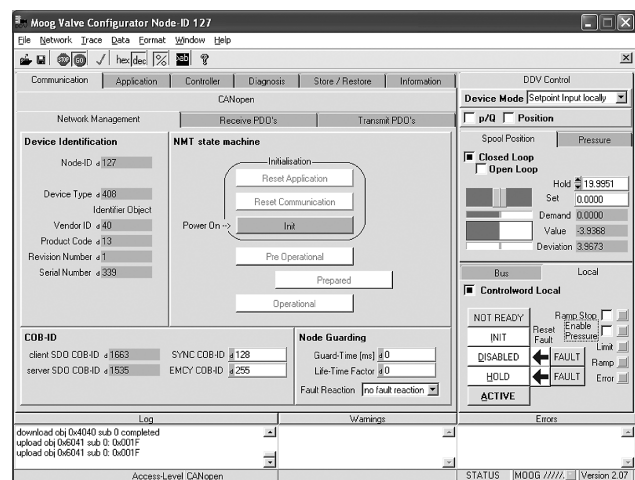 Moog Valve Configurator Node-ID 127
File Network Trace Data Format Window Help
STOP GO hex dec % ?
Communication Application Controller Diagnosis Store / Restore Information
CANopen
Network Management Receive PDO's Transmit PDO's
Device Identification
Node-ID d 127
Device Type d 408
Identifier Object
Vendor ID d 40
Product Code d 13
Revision Number d 1
Serial Number d 339
NMT state machine
Initialisation
Reset Application
Reset Communication
Power On --> Init
Pre Operational
Prepared
Operational
COB-ID
client SDO COB-ID d 1663 SYNC COB-ID d 128
server SDO COB-ID d 1535 EMCY COB-ID d 255
Node Guarding
Guard-Time [ms] d 0
Life-Time Factor d 0
Fault Reaction no fault reaction
DDV Control
Device Mode Setpoint Input locally
p/Q Position
Spool Position Pressure
Closed Loop
Open Loop
Hold 19.9951
Set 0.0000
Demand 0.0000
Value -3.9368
Deviation 3.9673
Bus Local
Controlword Local
NOT READY
INIT
DISABLED
HOLD
ACTIVE
Reset Fault
FAULT
FAULT
Ramp Stop
Enable Pressure
Limit
Ramp
Error
Log Warnings Errors
download obj 0x4040 sub 0 completed
upload obj 0x6041 sub 0: 0x001F
upload obj 0x6041 sub 0: 0x001F
Access-Level CANopen STATUS MOOG ////. Version 2.07